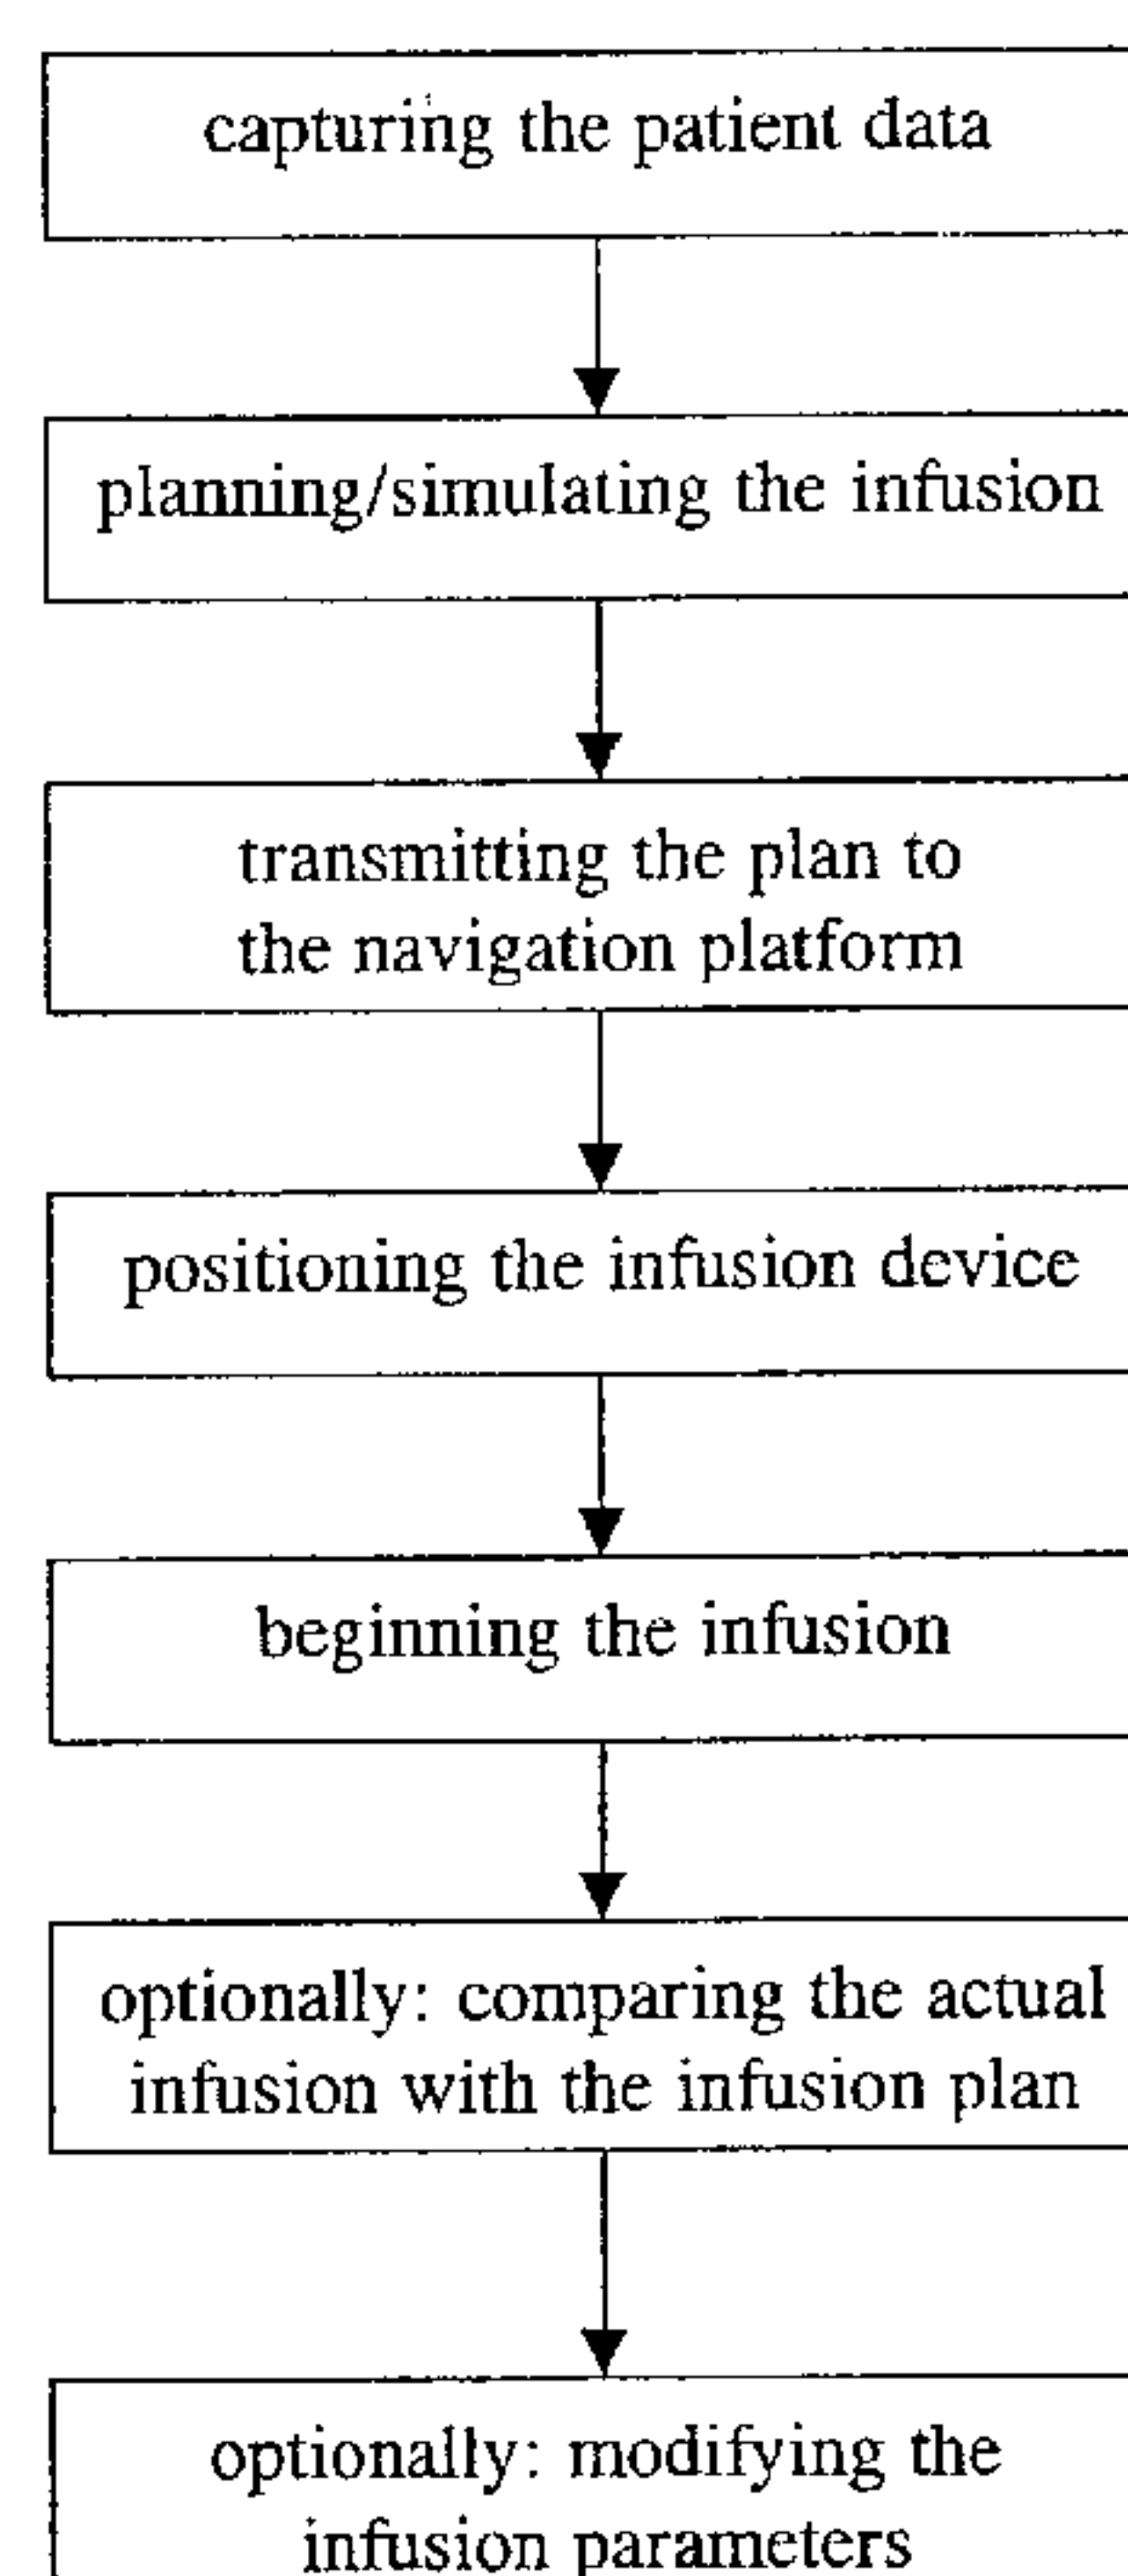 capturing the patient data
planning/simulating the infusion
transmitting the plan to
the navigation platform
positioning the infusion device
beginning the infusion
optionally: comparing the actual
infusion with the infusion plan
optionally: modifying the
infusion parameters